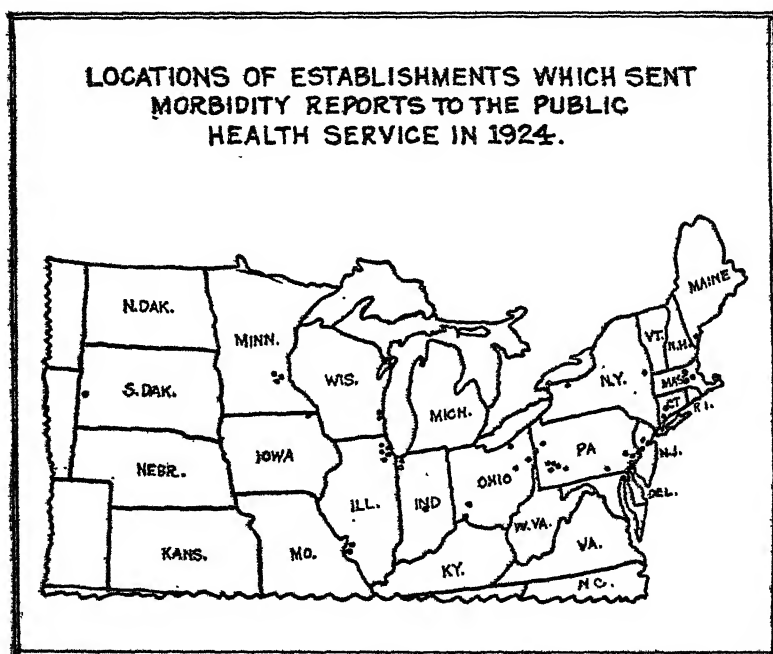 LOCATIONS OF ESTABLISHMENTS WHICH SENT
MORBIDITY REPORTS TO THE PUBLIC
HEALTH SERVICE IN 1924.
MAINE
N.DAK.
MINN.
VT.
N.H.
WIS.
N.Y.
MASS
S.DAK.
MICH.
CT
R.I.
IOWA
PA
N.J.
NEBR.
OHIO
ILL.
IND
DEL.
W.VA.
KANS.
MO.
VA.
KY.
N.C.